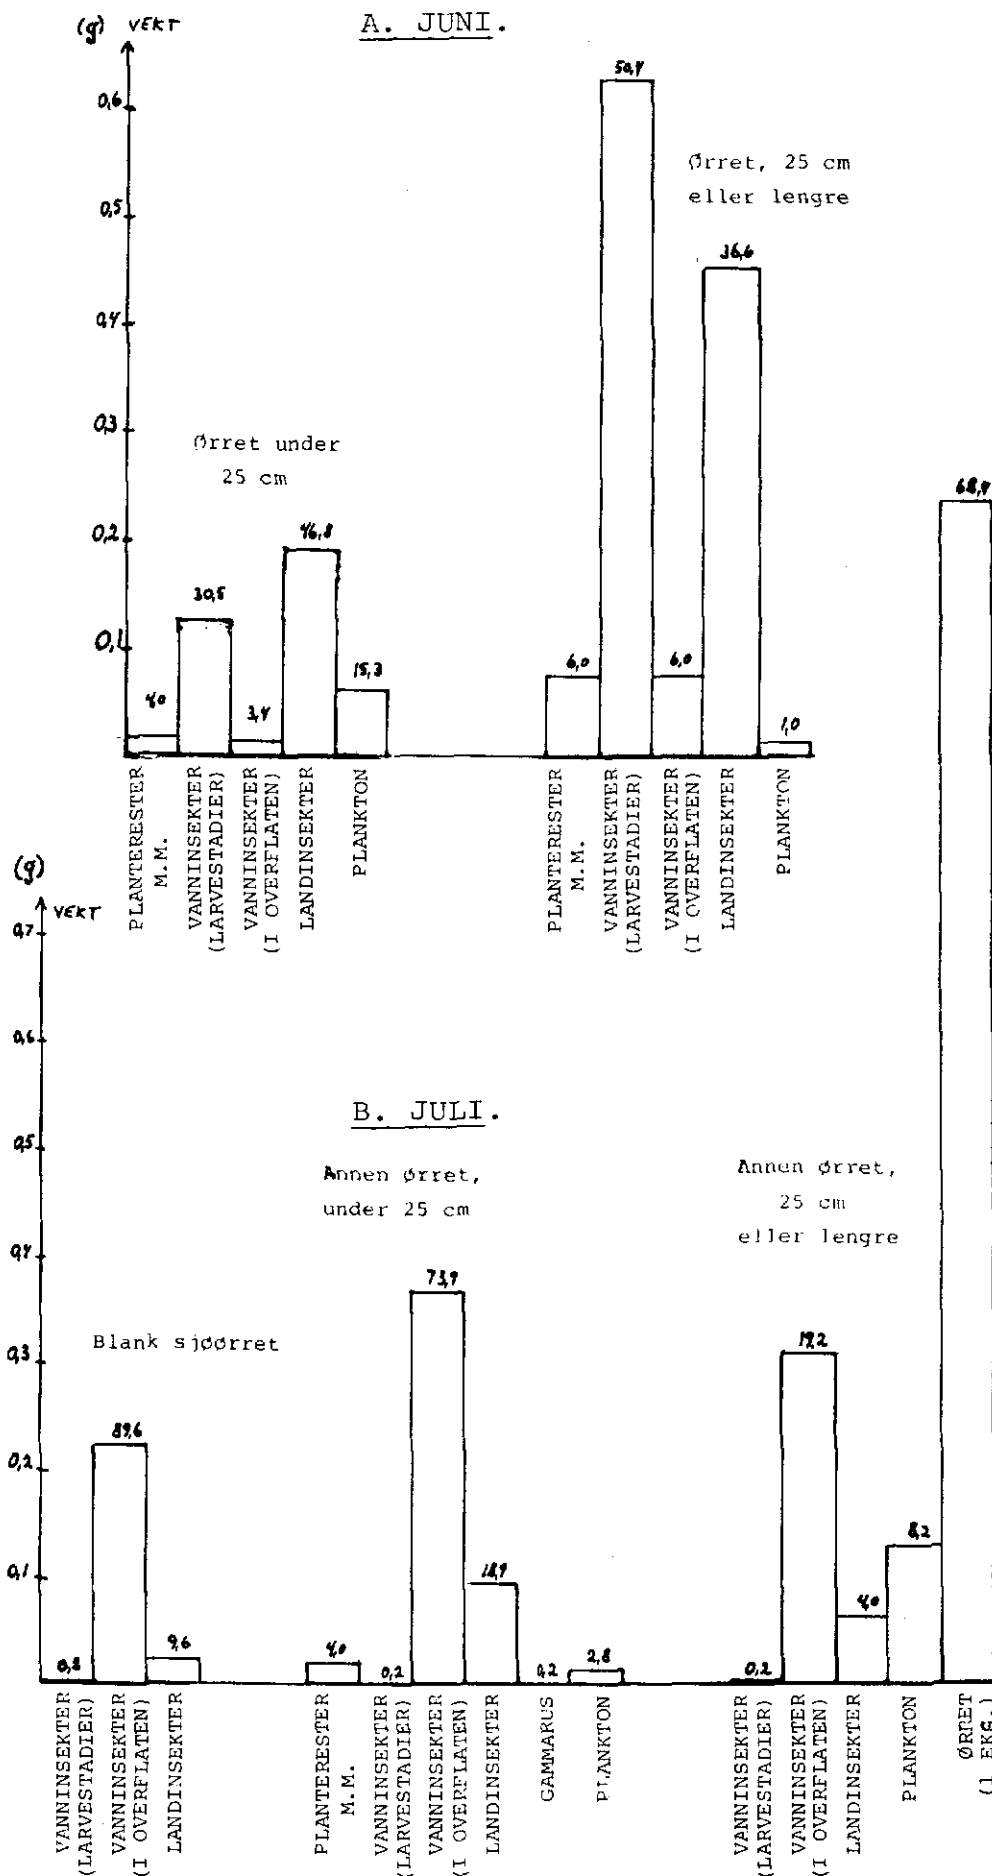 (g) VEKT
A. JUNI.
0,6
0,5
0,4
0,3
0,2
0,1
Ørret under
25 cm
4,0
30,5
3,4
46,8
15,3
PLANTERESTER
M.M.
VANNINSEKTER
(LARVESTADIER)
VANNINSEKTER
(I OVERFLATEN)
LANDINSEKTER
PLANKTON
Ørret, 25 cm
eller lengre
6,0
50,4
6,0
36,6
1,0
PLANTERESTER
M.M.
VANNINSEKTER
(LARVESTADIER)
VANNINSEKTER
(I OVERFLATEN)
LANDINSEKTER
PLANKTON
(g)
VEKT
B. JULI.
0,7
0,6
0,5
0,4
0,3
0,2
0,1
Blank sjøørret
0,8
89,6
9,6
VANNINSEKTER
(LARVESTADIER)
VANNINSEKTER
(I OVERFLATEN)
LANDINSEKTER
Annen ørret,
under 25 cm
4,0
0,2
73,9
18,9
0,2
2,8
PLANTERESTER
M.M.
VANNINSEKTER
(LARVESTADIER)
VANNINSEKTER
(I OVERFLATEN)
LANDINSEKTER
GAMMARUS
PLANKTON
Annen ørret,
25 cm
eller lengre
0,2
19,2
4,0
8,2
68,4
VANNINSEKTER
(LARVESTADIER)
VANNINSEKTER
(I OVERFLATEN)
LANDINSEKTER
PLANKTON
ØRRET
(1 EKS.)